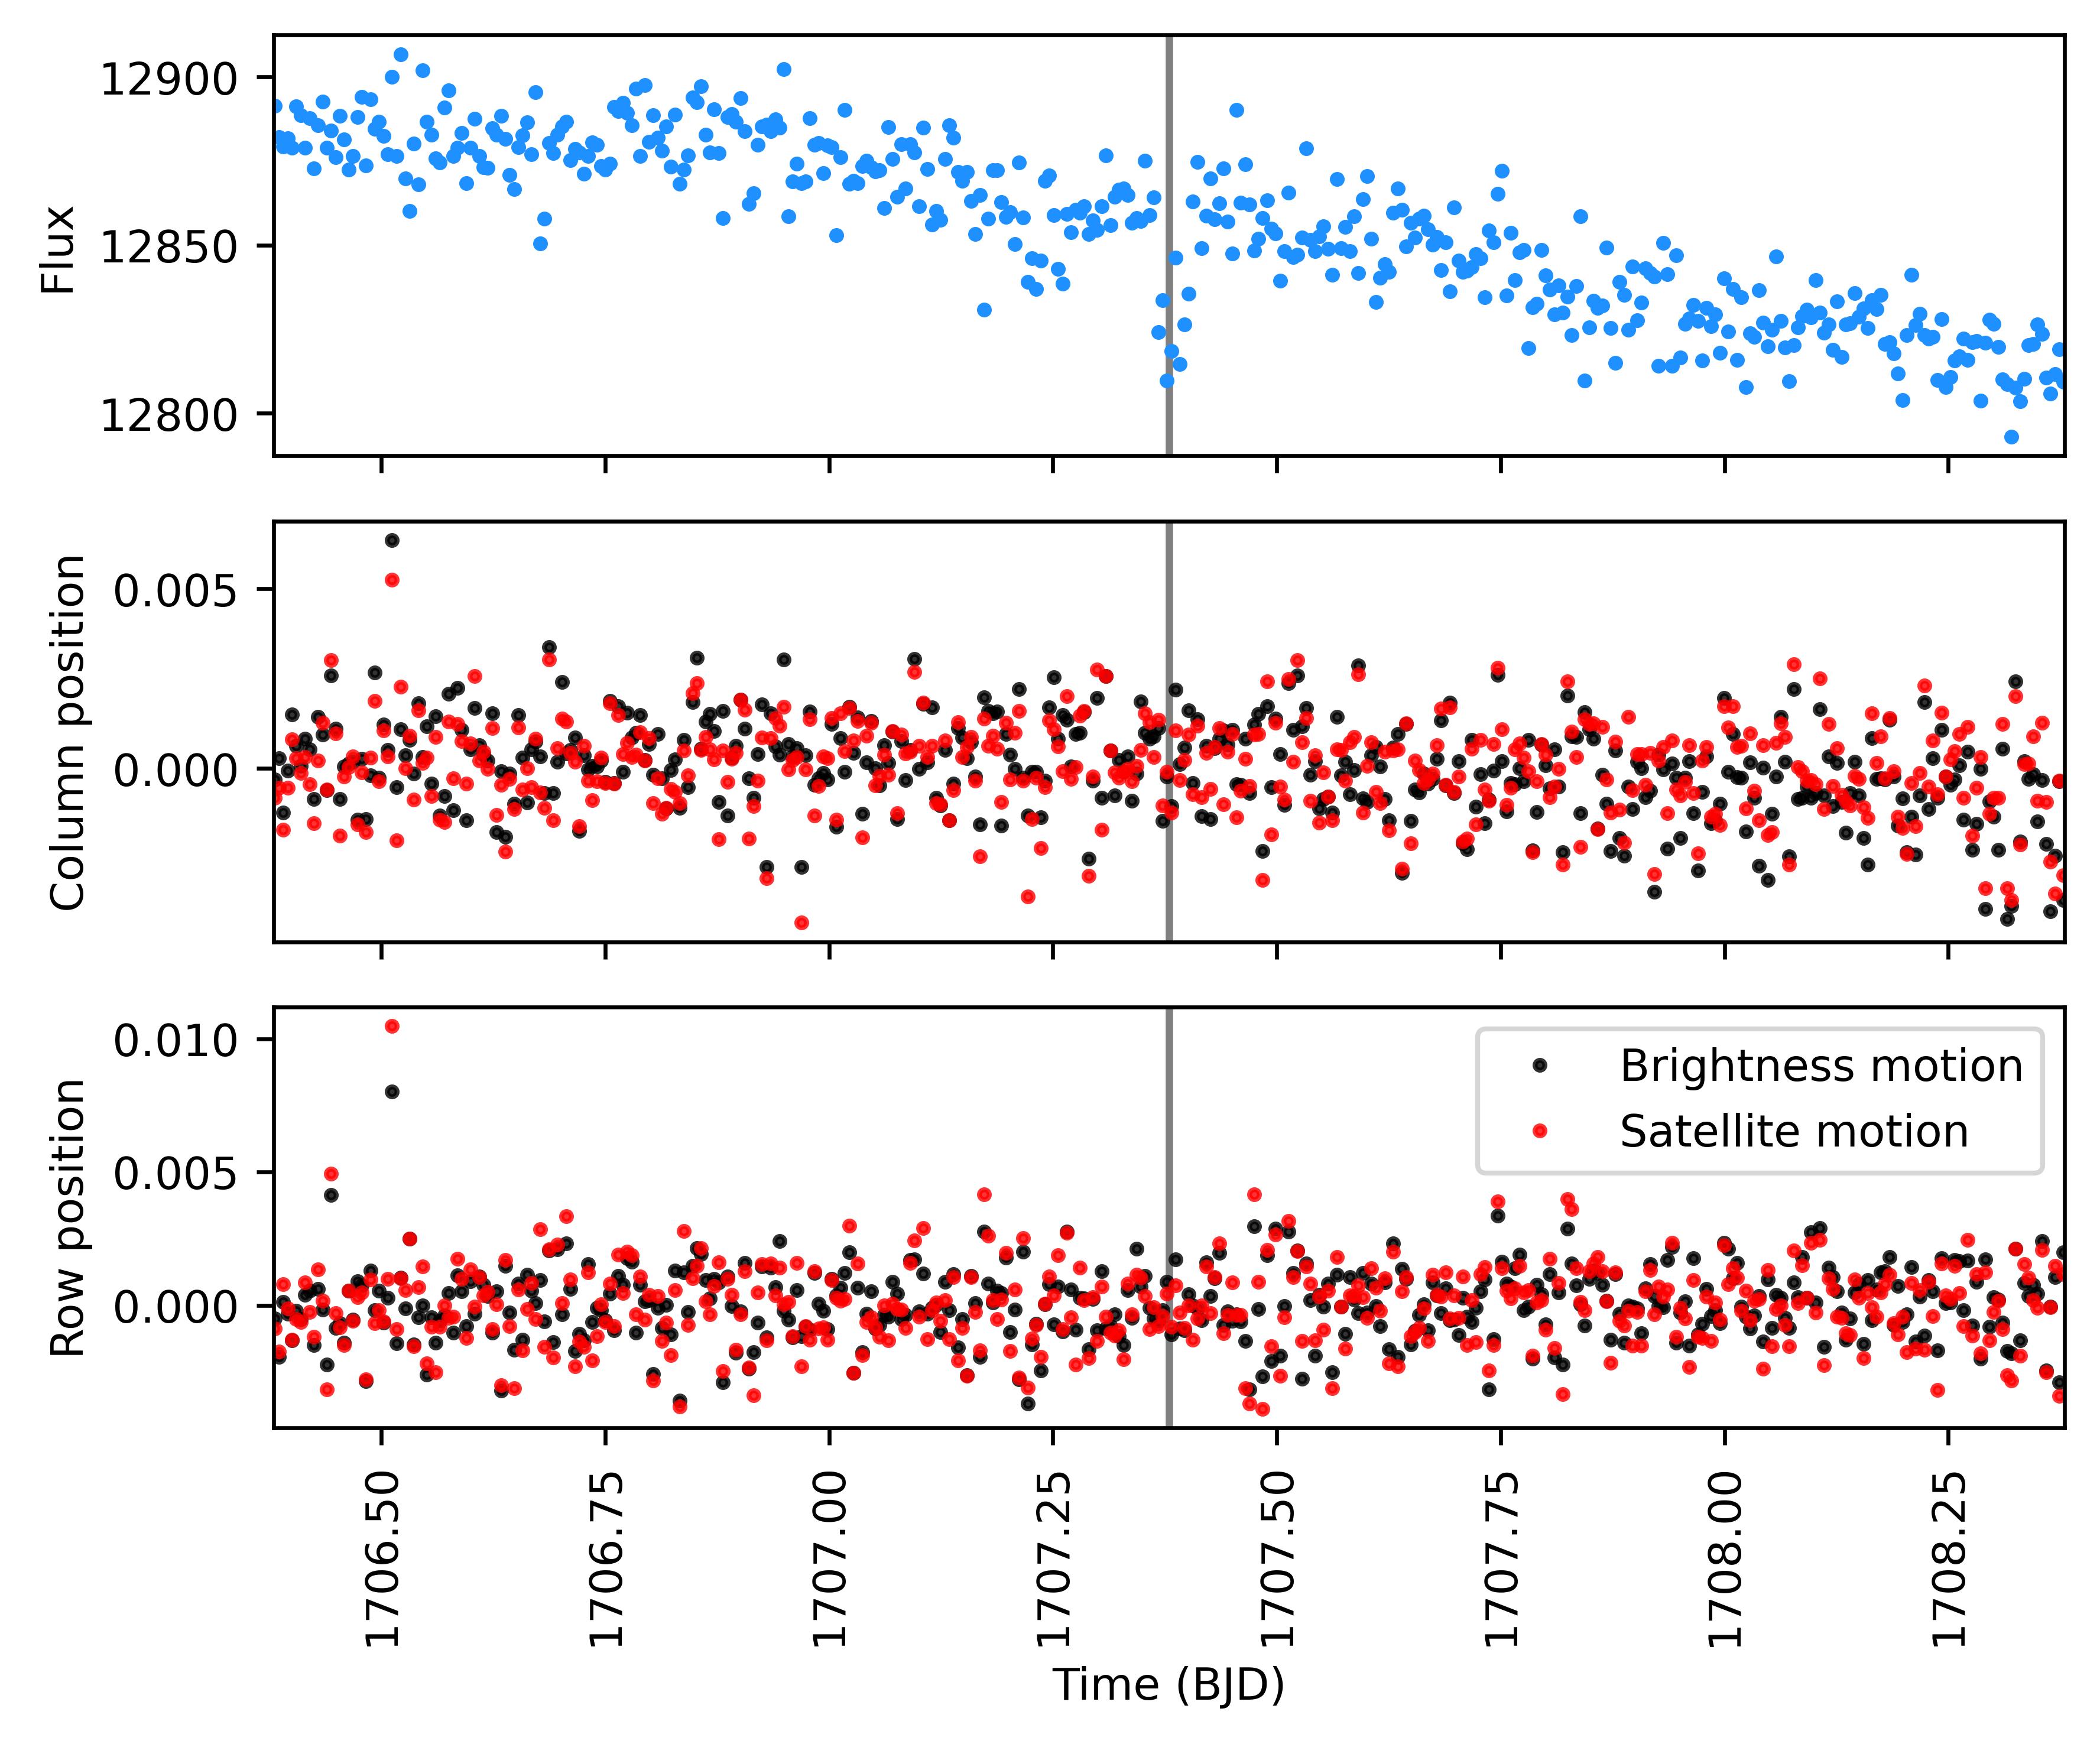 Flux
12900
12850
12800
Column position
0.005
0.000
Row position
0.010
0.005
0.000
Brightness motion
Satellite motion
1706.50
1706.75
1707.00
1707.25
1707.50
1707.75
1708.00
1708.25
Time (BJD)